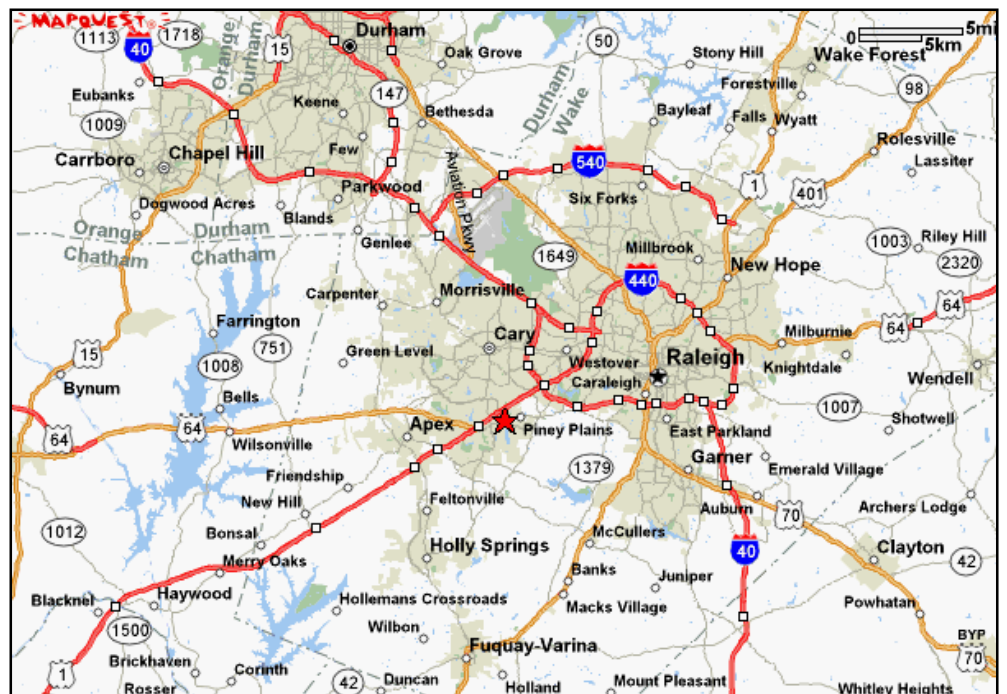 MAPQUEST
1113
40
1718
Orange
Durham
15
Durham
Oak Grove
50
Stony Hill
0
5mi
5km
Wake Forest
Eubanks
Keene
147
Bethesda
Durham
Wake
Forestville
98
Bayleaf
Falls
Wyatt
1009
Carrboro
Chapel Hill
Few
540
Rolesville
Lassiter
Parkwood
Aviation Pkwy
Six Forks
1
401
Dogwood Acres
Blands
Orange
Durham
Chatham
Chatham
Genlee
1649
Millbrook
1003
Riley Hill
2320
New Hope
440
Carpenter
Morrisville
64
Farrington
Cary
Milburnie
64
15
751
Green Level
Westover
Raleigh
Knightdale
1008
Bynum
Caraleigh
Wendell
Bells
1007
64
64
Wilsonville
Apex
Piney Plains
East Parkland
Shotwell
Garner
Friendship
1379
Emerald Village
New Hill
Feltonville
Auburn
70
Archers Lodge
1012
Bonsal
McCullers
Holly Springs
40
Clayton
42
Merry Oaks
Banks
Juniper
Blacknel
Haywood
Hollemans Crossroads
Macks Village
Powhatan
1500
Wilbon
Fuquay-Varina
BYP
70
1
Brickhaven
Corinth
Rosser
42
Duncan
Holland
Mount Pleasant
Whitley Heights